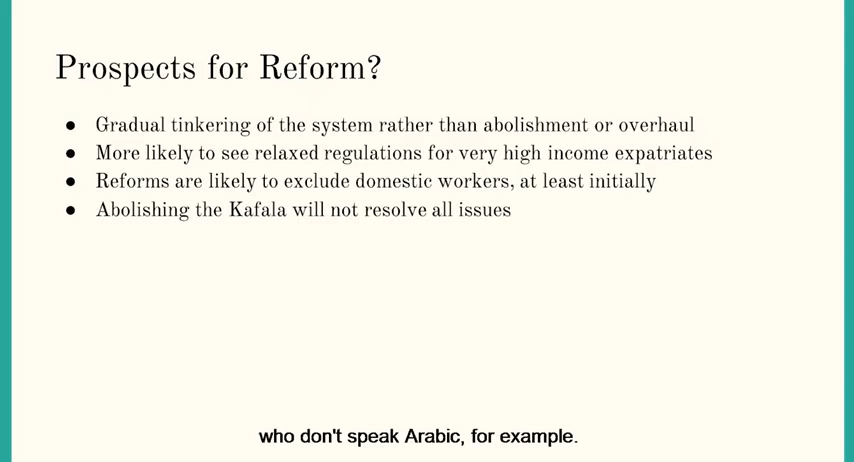 Prospects for Reform?
● Gradual tinkering of the system rather than abolishment or overhaul
● More likely to see relaxed regulations for very high income expatriates
● Reforms are likely to exclude domestic workers, at least initially
● Abolishing the Kafala will not resolve all issues
who don't speak Arabic, for example.